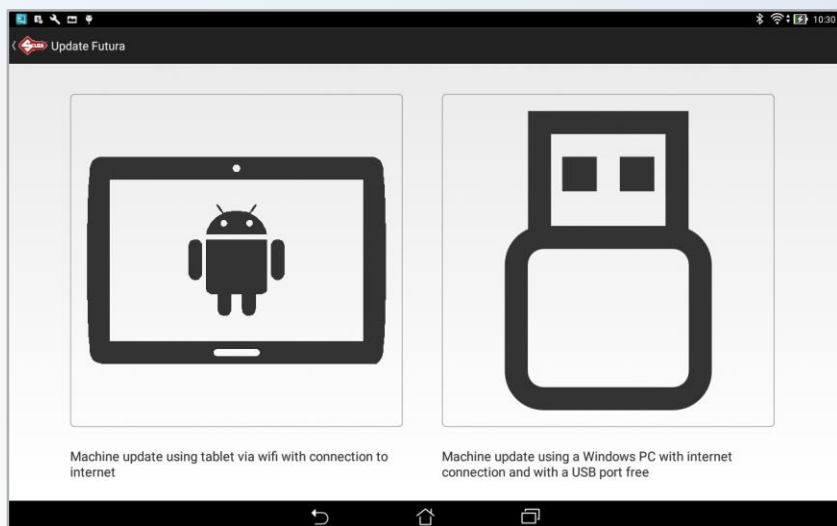 10:30
SILCA Update Futura
Machine update using tablet via wifi with connection to
internet
Machine update using a Windows PC with internet
connection and with a USB port free